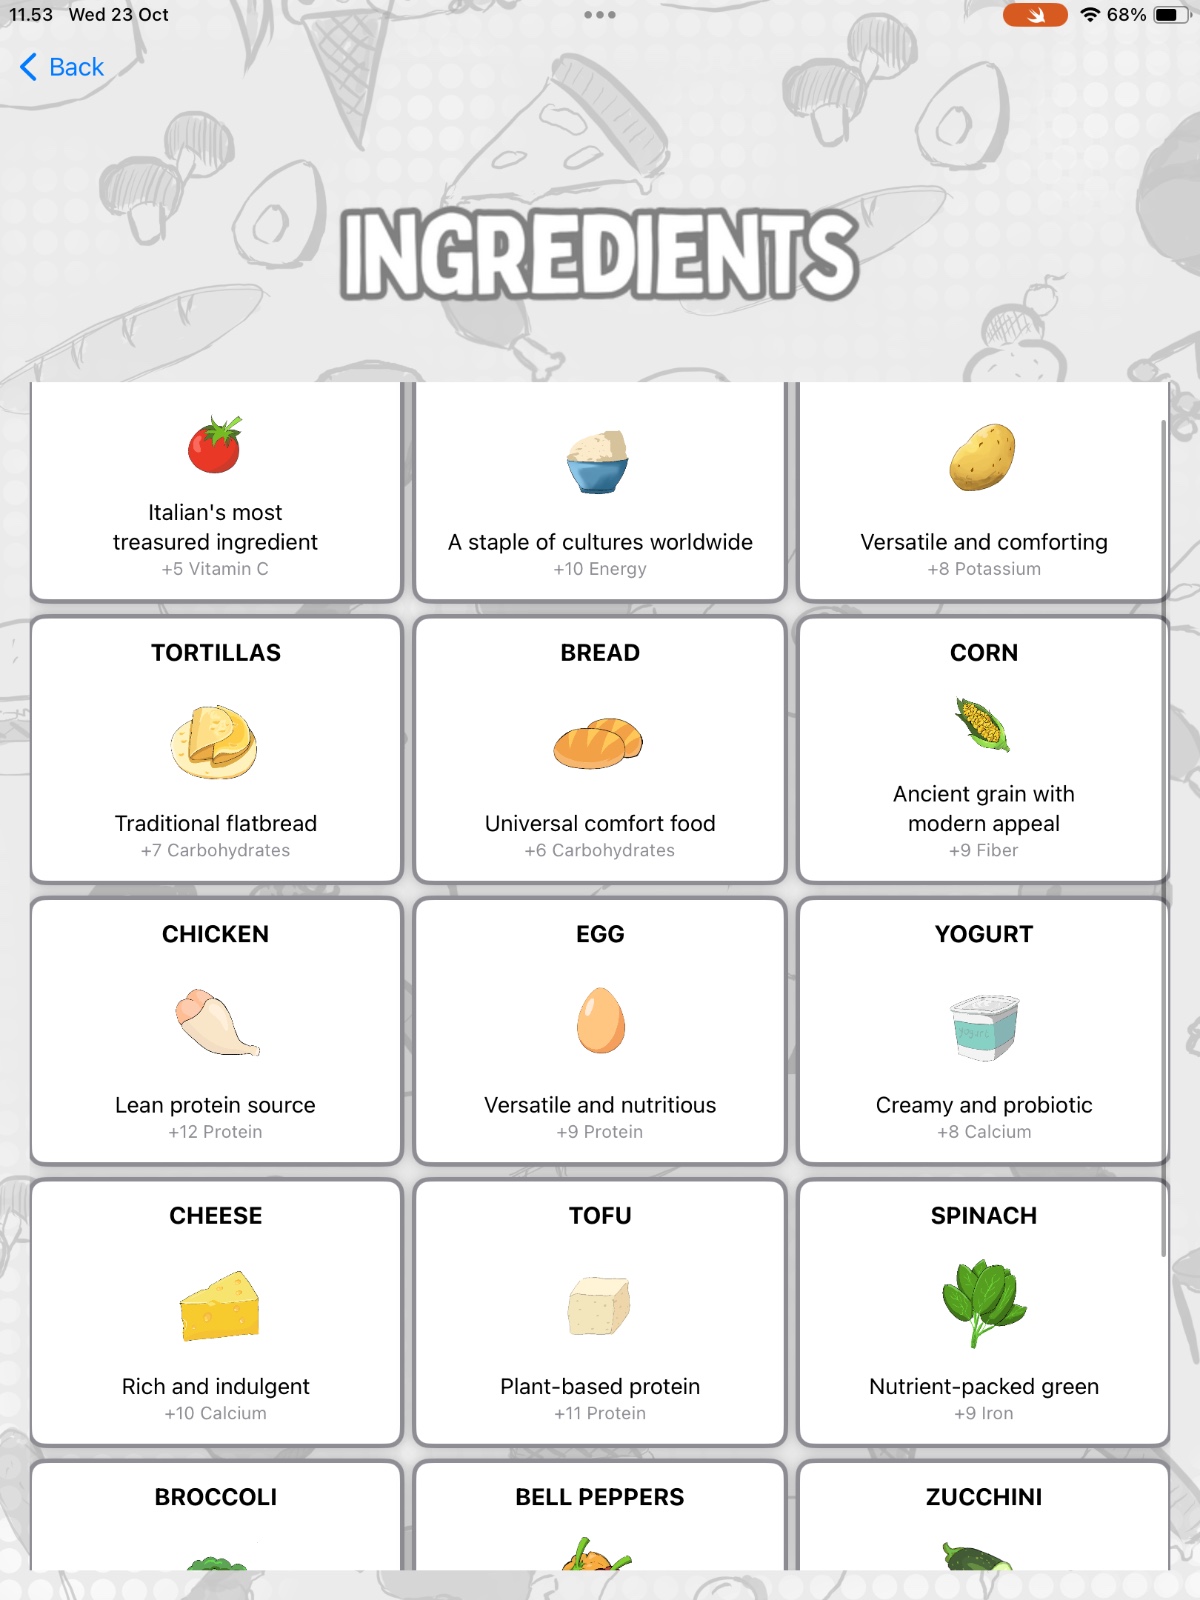 11.53 Wed 23 Oct
68%
Back
INGREDIENTS
Italian's most
treasured ingredient
+5 Vitamin C
A staple of cultures worldwide
+10 Energy
Versatile and comforting
+8 Potassium
TORTILLAS
Traditional flatbread
+7 Carbohydrates
BREAD
Universal comfort food
+6 Carbohydrates
CORN
Ancient grain with
modern appeal
+9 Fiber
CHICKEN
Lean protein source
+12 Protein
EGG
Versatile and nutritious
+9 Protein
YOGURT
yogurt
Creamy and probiotic
+8 Calcium
CHEESE
Rich and indulgent
+10 Calcium
TOFU
Plant-based protein
+11 Protein
SPINACH
Nutrient-packed green
+9 Iron
BROCCOLI
BELL PEPPERS
ZUCCHINI